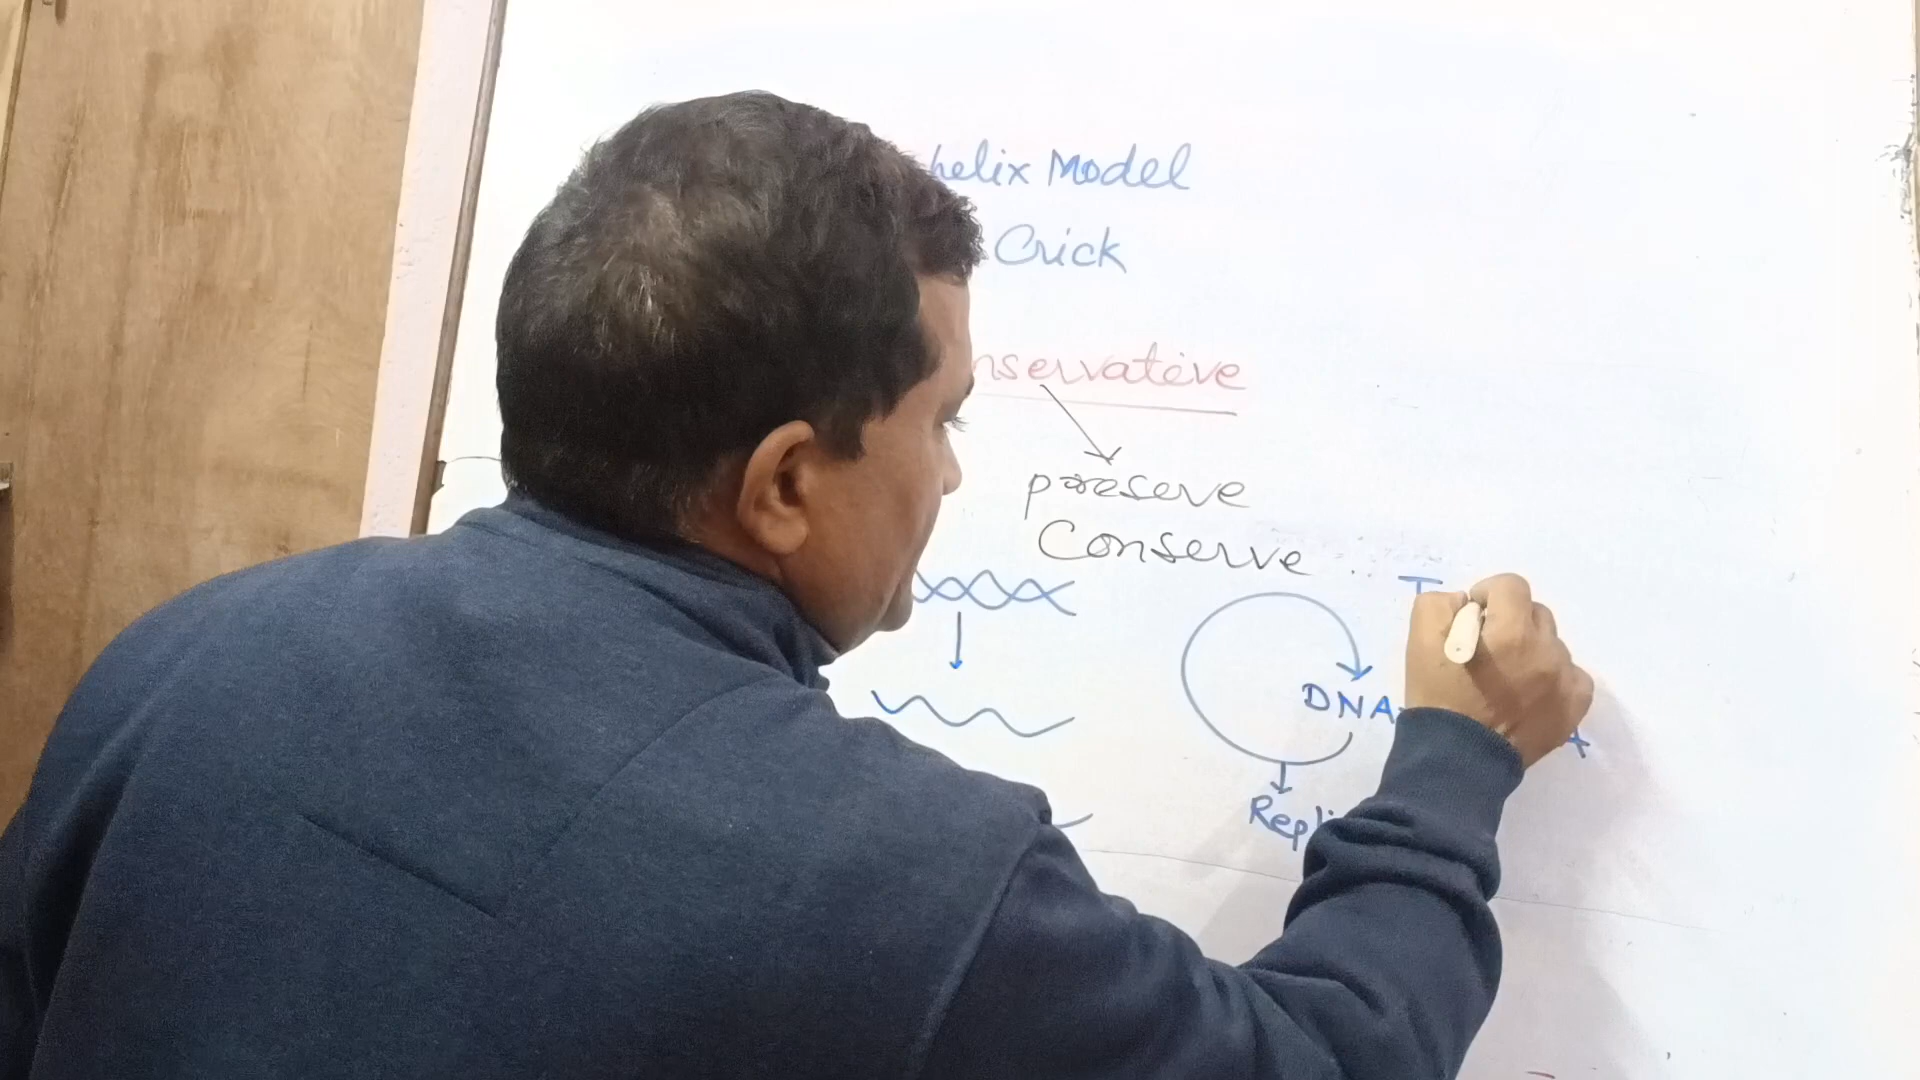 helix Model
Crick
nservative
preserve
Conserve
T
DNA
Repli